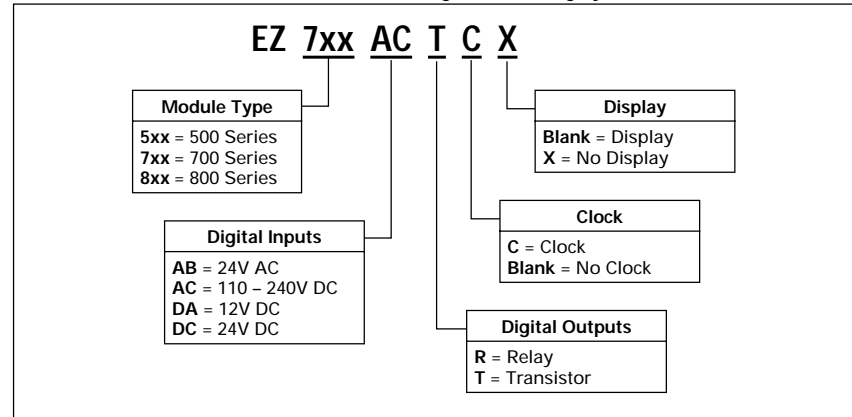 EZ 7xx AC T C X
Module Type
5xx = 500 Series
7xx = 700 Series
8xx = 800 Series
Display
Blank = Display
X = No Display
Digital Inputs
AB = 24V AC
AC = 110 – 240V DC
DA = 12V DC
DC = 24V DC
Clock
C = Clock
Blank = No Clock
Digital Outputs
R = Relay
T = Transistor